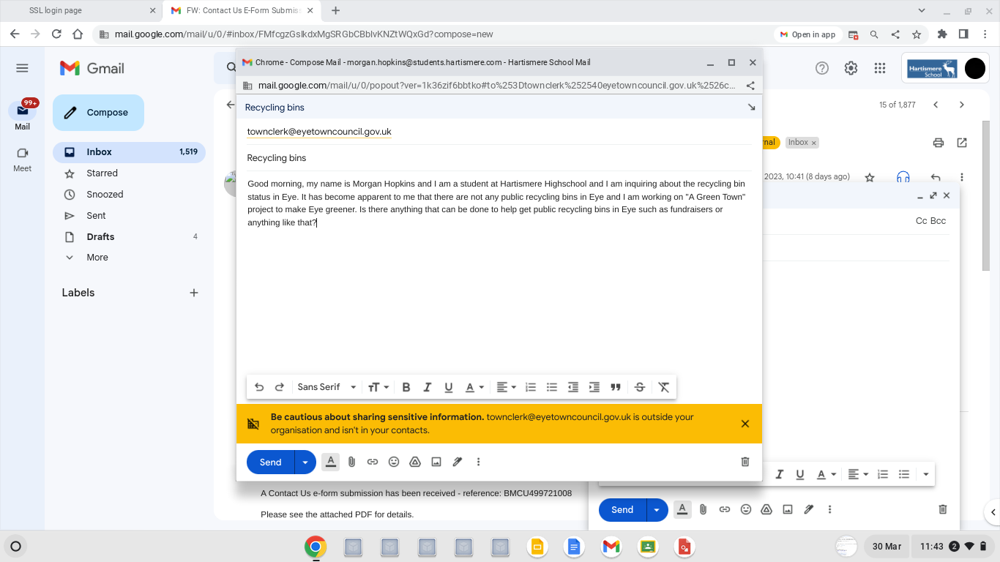 SSL login page
FW: Contact Us E-Form Submis
mail.google.com/mail/u/0/#inbox/FMfcgzGslkdxMgSRGbCBblvKNZtWQxGd?compose=new
Open in app
99+
Mail
Meet
Gmail
Compose
Inbox 1,519
Starred
Snoozed
Sent
Drafts 4
More
Labels
Chrome - Compose Mail - morgan.hopkins@students.hartismere.com - Hartismere School Mail
mail.google.com/mail/u/0/popout?ver=1k36zif6bbtko#to%253Dtownclerk%252540eyetowncouncil.gov.uk%2526c...
Recycling bins
townclerk@eyetowncouncil.gov.uk
Recycling bins
Good morning, my name is Morgan Hopkins and I am a student at Hartismere Highschool and I am inquiring about the recycling bin
status in Eye. It has become apparent to me that there are not any public recycling bins in Eye and I am working on "A Green Town"
project to make Eye greener. Is there anything that can be done to help get public recycling bins in Eye such as fundraisers or
anything like that?
Sans Serif
Be cautious about sharing sensitive information. townclerk@eyetowncouncil.gov.uk is outside your
organisation and isn't in your contacts.
Send
Hartismere
School
15 of 1,877
nal
Inbox
2023, 10:41 (8 days ago)
Cc Bcc
Send
A Contact Us e-form submission has been received - reference: BMCU499721008
Please see the attached PDF for details.
30 Mar
11:43
2